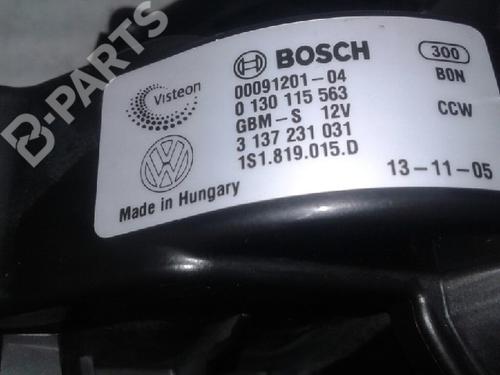 B-PARTS
Visteon
BOSCH
300
00091201-04
BON
0 130 115 563
GBM-S 12V
CCW
3 137 231 031
1S1.819.015.D
13-11-05
Made in Hungary